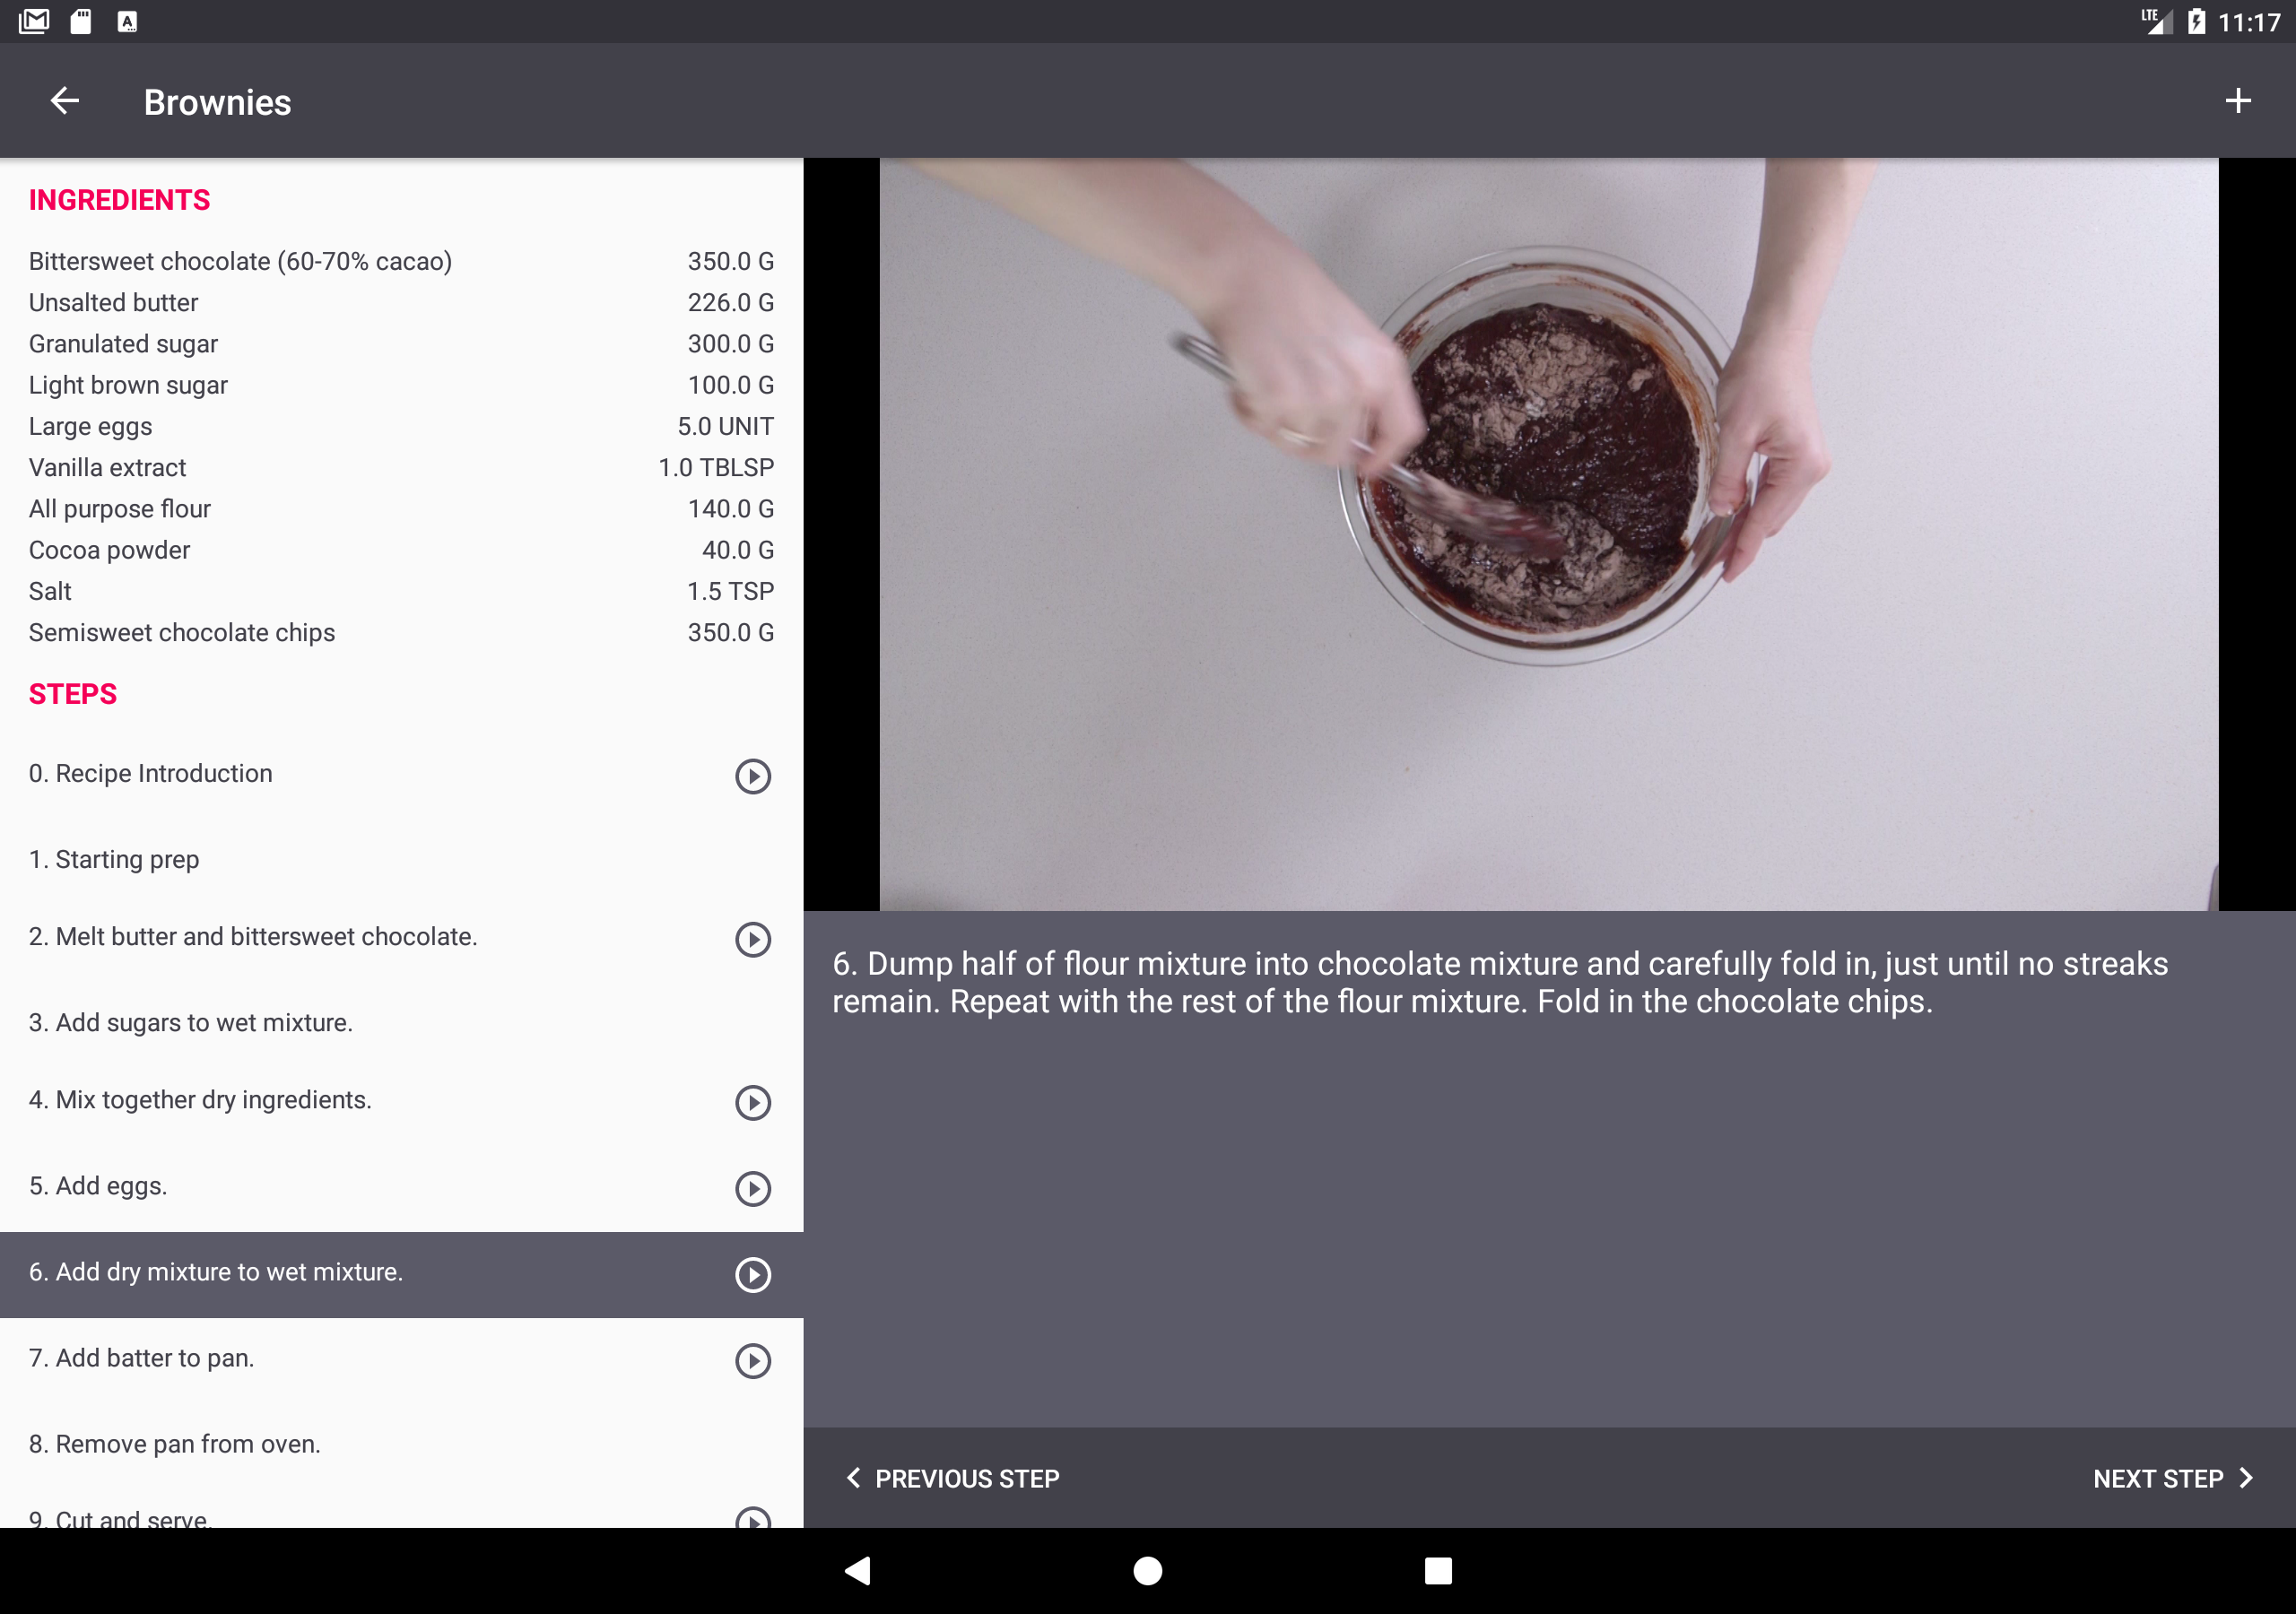 LTE 11:17
Brownies
INGREDIENTS
Bittersweet chocolate (60-70% cacao) 350.0 G
Unsalted butter 226.0 G
Granulated sugar 300.0 G
Light brown sugar 100.0 G
Large eggs 5.0 UNIT
Vanilla extract 1.0 TBLSP
All purpose flour 140.0 G
Cocoa powder 40.0 G
Salt 1.5 TSP
Semisweet chocolate chips 350.0 G
STEPS
0. Recipe Introduction
1. Starting prep
2. Melt butter and bittersweet chocolate.
3. Add sugars to wet mixture.
4. Mix together dry ingredients.
5. Add eggs.
6. Add dry mixture to wet mixture.
7. Add batter to pan.
8. Remove pan from oven.
9. Cut and serve.
6. Dump half of flour mixture into chocolate mixture and carefully fold in, just until no streaks
remain. Repeat with the rest of the flour mixture. Fold in the chocolate chips.
PREVIOUS STEP
NEXT STEP